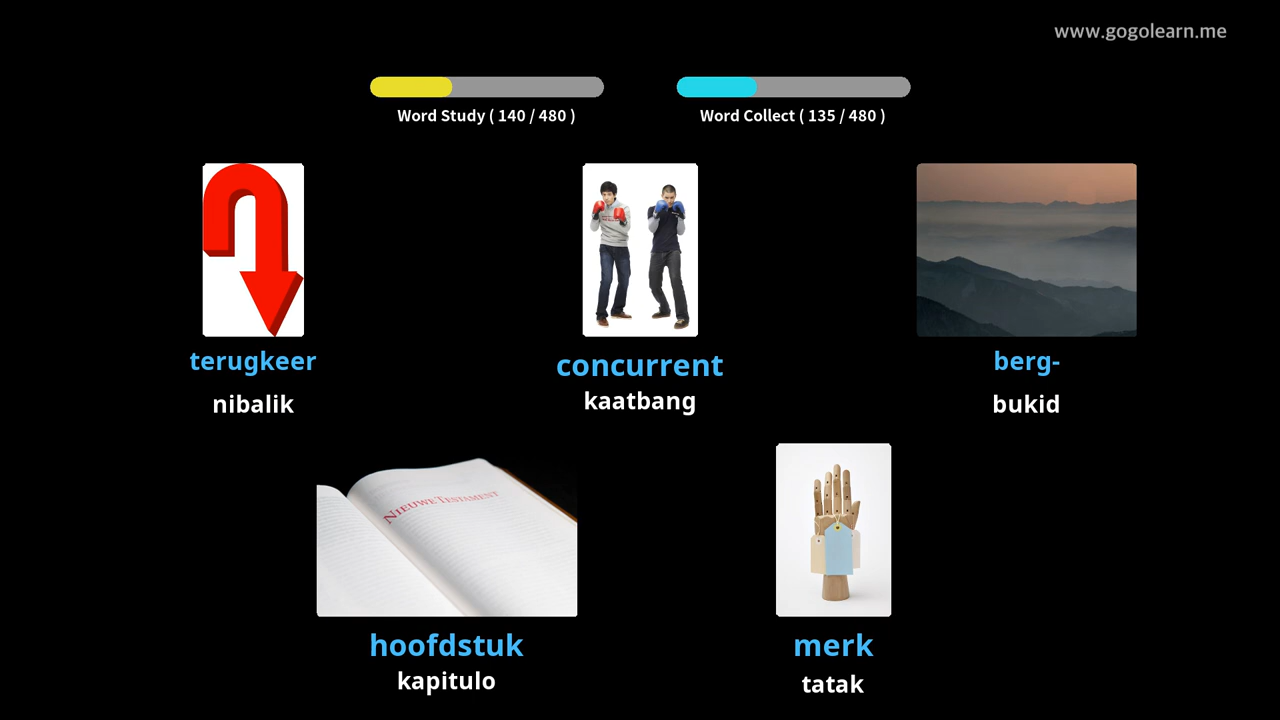 www.gogolearn.me
Word Study ( 140 / 480 )
Word Collect ( 135 / 480 )
terugkeer
nibalik
concurrent
kaatbang
berg-
bukid
NIEUWE TESTAMENT
hoofdstuk
kapitulo
merk
tatak